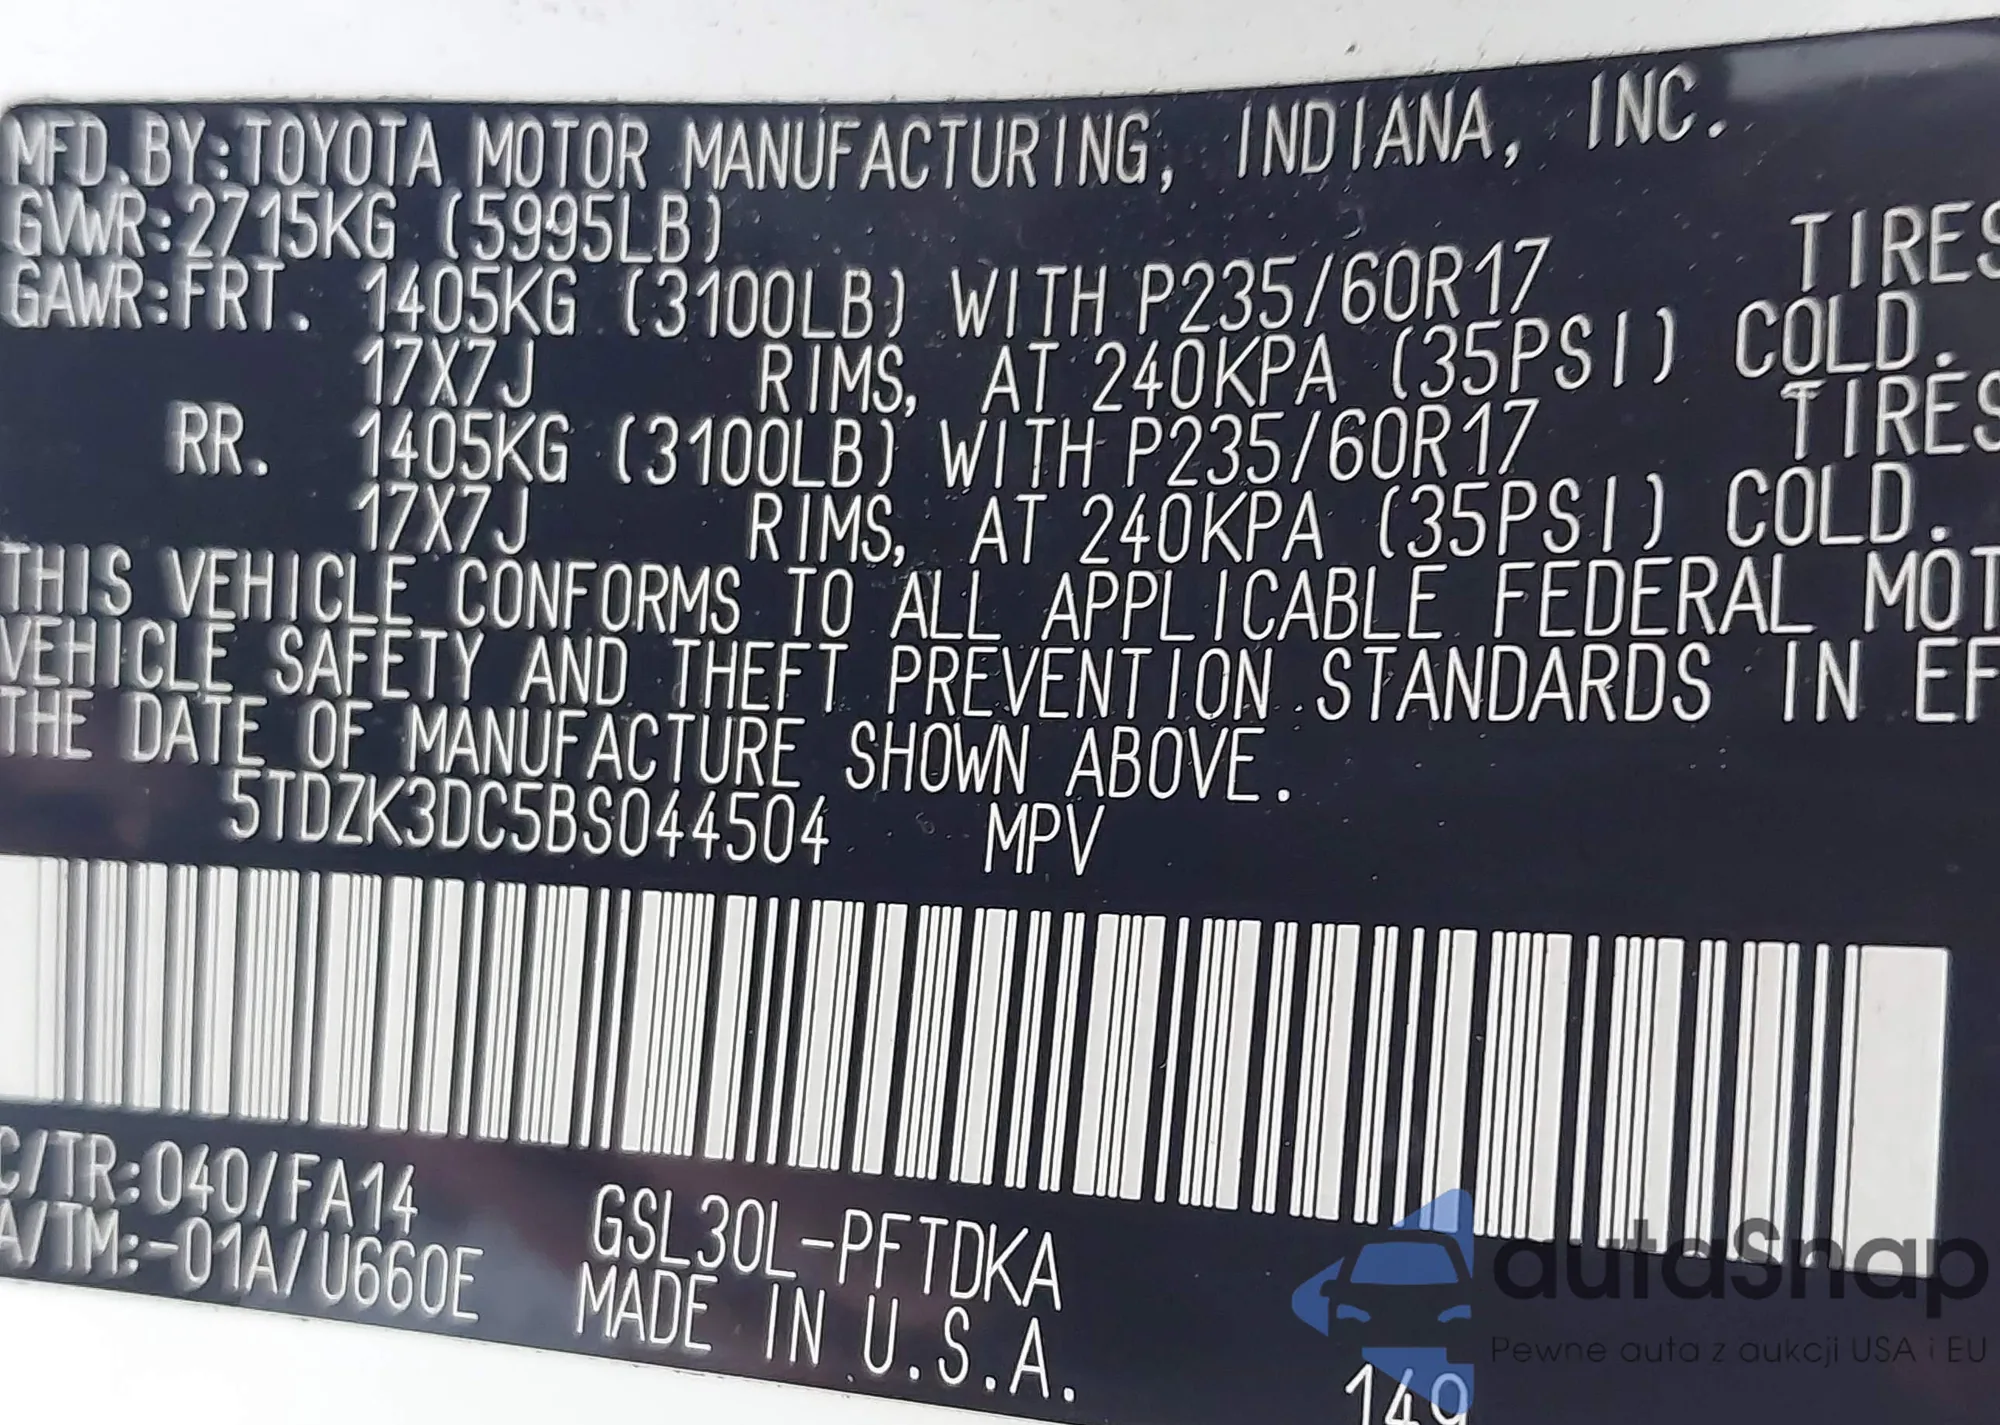 MFD. BY: TOYOTA MOTOR MANUFACTURING, INDIANA, INC.
GVWR: 2715KG (5995LB)
GAWR: FRT. 1405KG (3100LB) WITH P235/60R17 TIRES
17X7J RIMS, AT 240KPA (35PSI) COLD.
RR. 1405KG (3100LB) WITH P235/60R17 TIRES
17X7J RIMS, AT 240KPA (35PSI) COLD.
THIS VEHICLE CONFORMS TO ALL APPLICABLE FEDERAL MOT
VEHICLE SAFETY AND THEFT PREVENTION STANDARDS IN EF
THE DATE OF MANUFACTURE SHOWN ABOVE.
5TDZK3DC5BS044504 MPV
C/TR: 040/FA14
A/TM: -01A/U660E
GSL30L-PFTDKA
MADE IN U.S.A.
149
autaSnap
Pewne auta z aukcji USA i EU